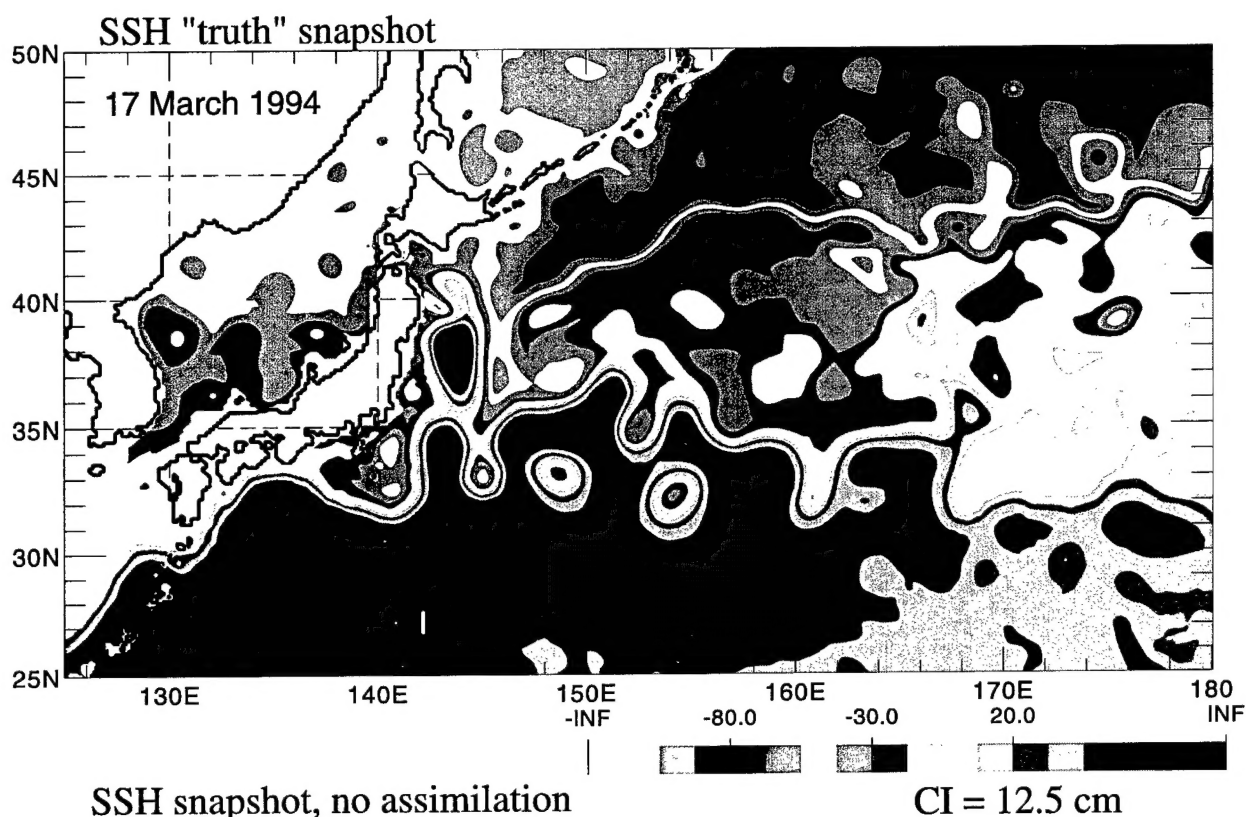 SSH "truth" snapshot
50N
17 March 1994
45N
40N
35N
30N
25N
130E 140E 150E 160E 170E 180
-INF -80.0 -30.0 20.0 INF
SSH snapshot, no assimilation CI = 12.5 cm